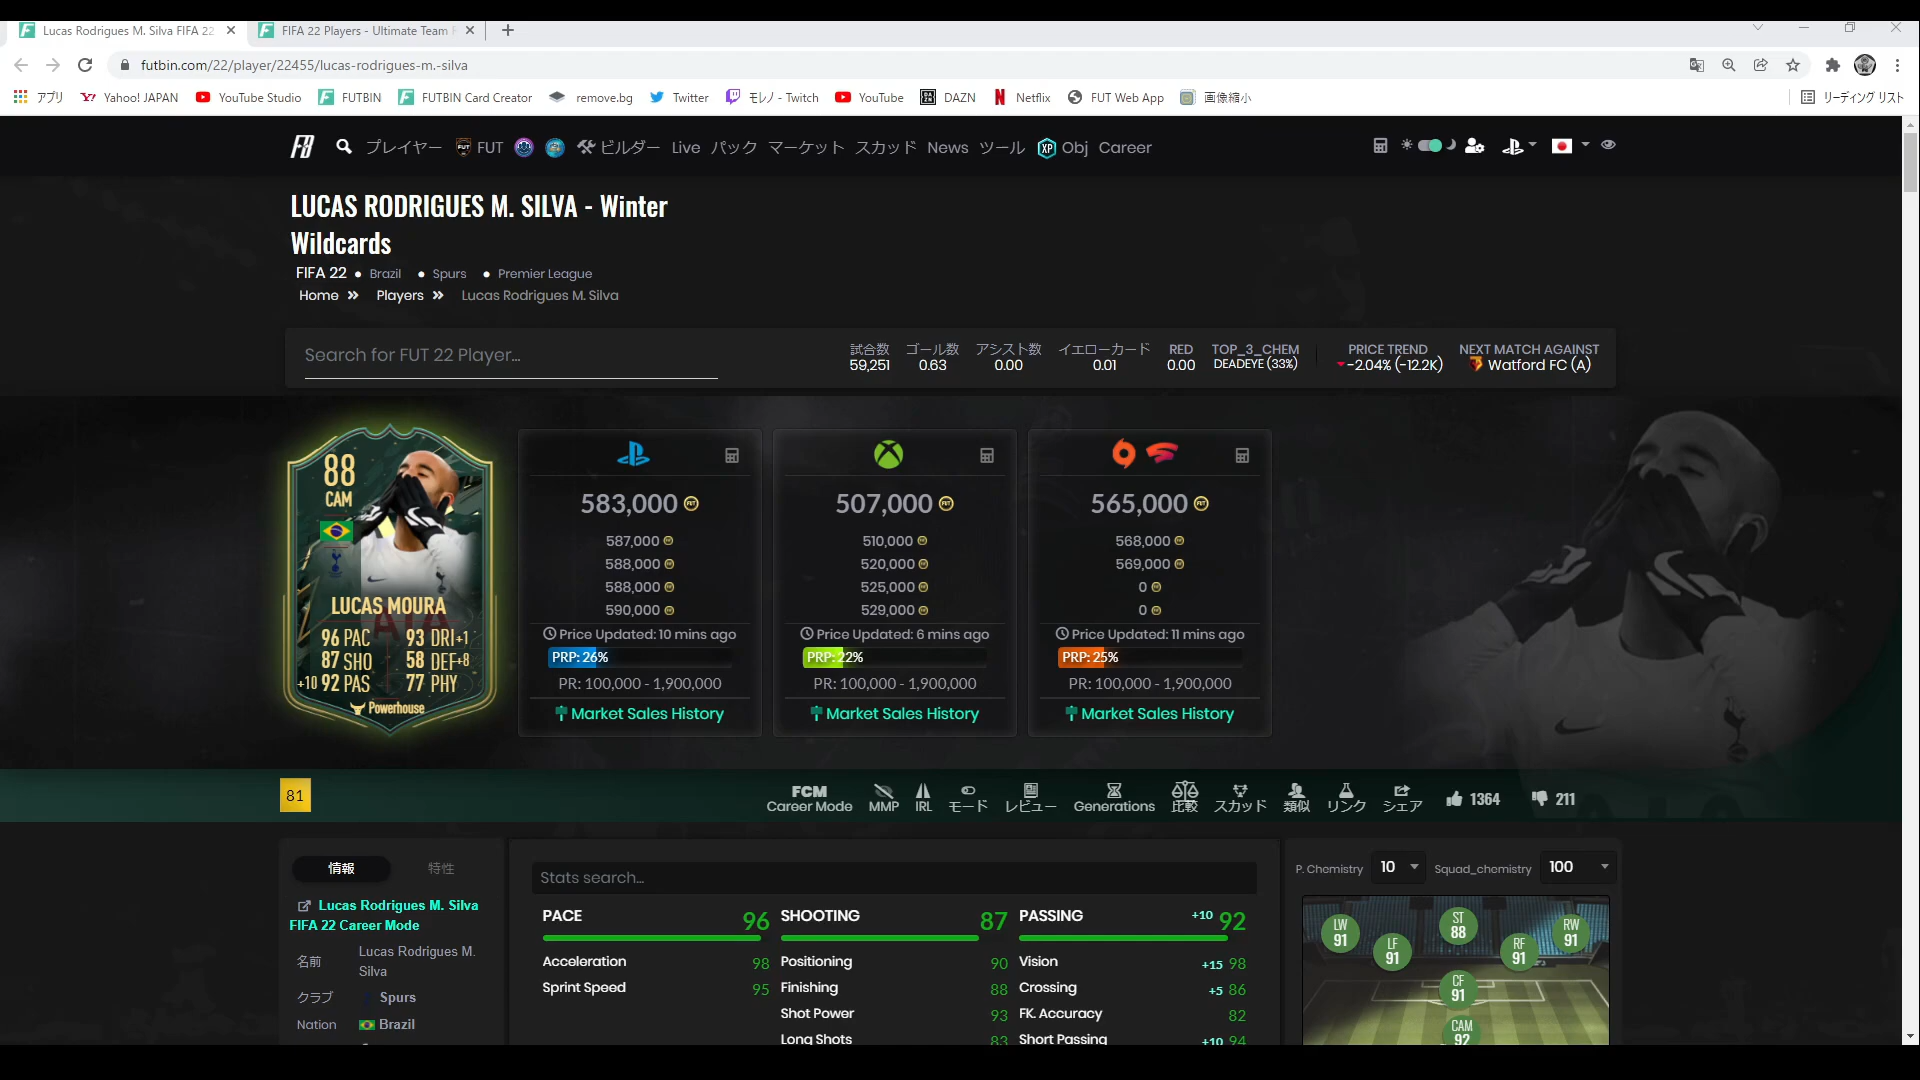 Lucas Rodrigues M. Silva FIFA 22
FIFA 22 Players - Ultimate Team
futbin.com/22/player/22455/lucas-rodrigues-m.-silva
アプリ Yahoo! JAPAN YouTube Studio FUTBIN FUTBIN Card Creator remove.bg Twitter モレノ - Twitch YouTube DAZN Netflix FUT Web App 画像縮小 リーディング リスト
プレイヤー FUT ビルダー Live パック マーケット スカッド News ツール Obj Career
LUCAS RODRIGUES M. SILVA - Winter
Wildcards
FIFA 22 • Brazil • Spurs • Premier League
Home » Players » Lucas Rodrigues M. Silva
Search for FUT 22 Player...
試合数 ゴール数 アシスト数 イエローカード RED TOP_3_CHEM PRICE TREND NEXT MATCH AGAINST
59,251 0.63 0.00 0.01 0.00 DEADEYE (33%) -2.04% (-12.2K) Watford FC (A)
88
CAM
LUCAS MOURA
96 PAC 93 DRI+1
87 SHO 58 DEF+8
+10 92 PAS 77 PHY
Powerhouse
583,000
587,000
588,000
588,000
590,000
Price Updated: 10 mins ago
PRP: 26%
PR: 100,000 - 1,900,000
Market Sales History
507,000
510,000
520,000
525,000
529,000
Price Updated: 6 mins ago
PRP: 22%
PR: 100,000 - 1,900,000
Market Sales History
565,000
568,000
569,000
0
0
Price Updated: 11 mins ago
PRP: 25%
PR: 100,000 - 1,900,000
Market Sales History
81
FCM
Career Mode MMP IRL モード レビュー Generations 比較 スカッド 類似 リンク シェア 1364 211
情報 特性
Lucas Rodrigues M. Silva
FIFA 22 Career Mode
名前 Lucas Rodrigues M.
Silva
クラブ Spurs
Nation Brazil
Stats search...
PACE 96 SHOOTING 87 PASSING +10 92
Acceleration 98 Positioning 90 Vision +15 98
Sprint Speed 95 Finishing 88 Crossing +5 86
Shot Power 93 FK. Accuracy 82
Long Shots 83 Short Passing +10 94
P. Chemistry 10 Squad_chemistry 100
LW
91
ST
88
RW
91
LF
91
RF
91
CF
91
CAM
92